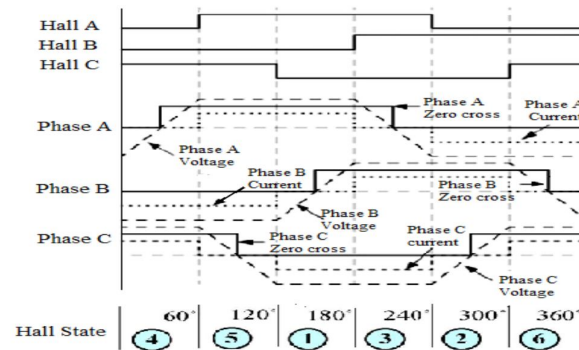 Hall A
Hall B
Hall C
Phase A
Zero cross
Phase A
Current
Phase A
Phase A
Voltage
Phase B
Current
Phase B
Phase B
Voltage
Phase B
Zero cross
Phase C
Phase C
Zero cross
Phase C
current
Phase C
Voltage
60° 120° 180° 240° 300° 360°
Hall State 4 5 1 3 2 6